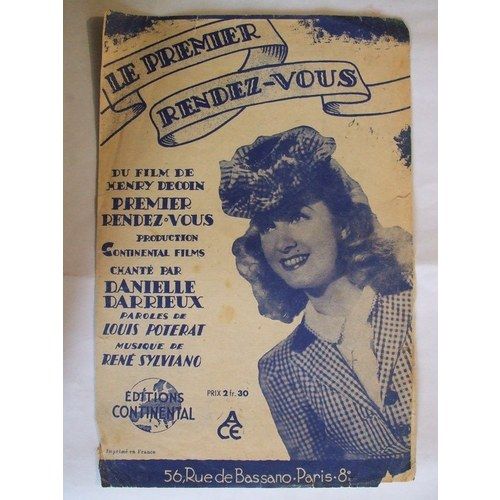 LE PREMIER
RENDEZ-VOUS
DU FILM DE
HENRY DECOIN
PREMIER
RENDEZ-VOUS
PRODUCTION
CONTINENTAL FILMS
CHANTÉ PAR
DANIELLE
DARRIEUX
PAROLES DE
LOUIS POTERAT
MUSIQUE DE
RENÉ SYLVIANO
ÉDITIONS
CONTINENTAL
PRIX 2 fr. 30
ACE
Imprimé en France
56, Rue de Bassano - Paris - 8e